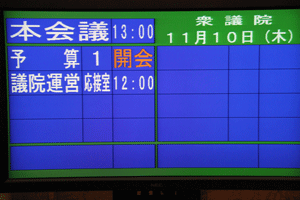 衆議院
11月10日（木）
本会議 13:00
予算 1 開会
議院運営 応接室 12:00